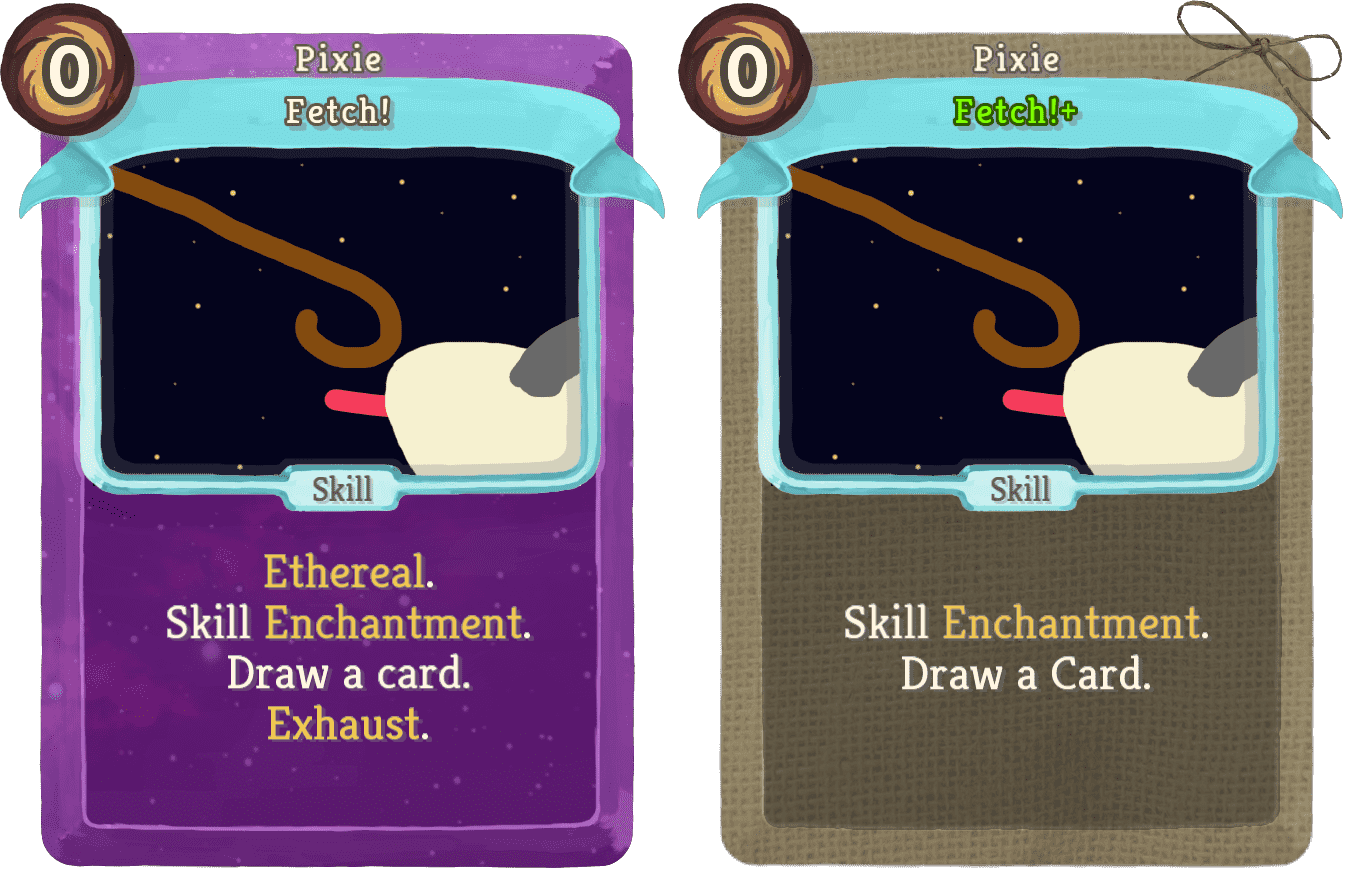 0
Pixie
Fetch!
Skill
Ethereal.
Skill Enchantment.
Draw a card.
Exhaust.
0
Pixie
Fetch!+
Skill
Skill Enchantment.
Draw a Card.